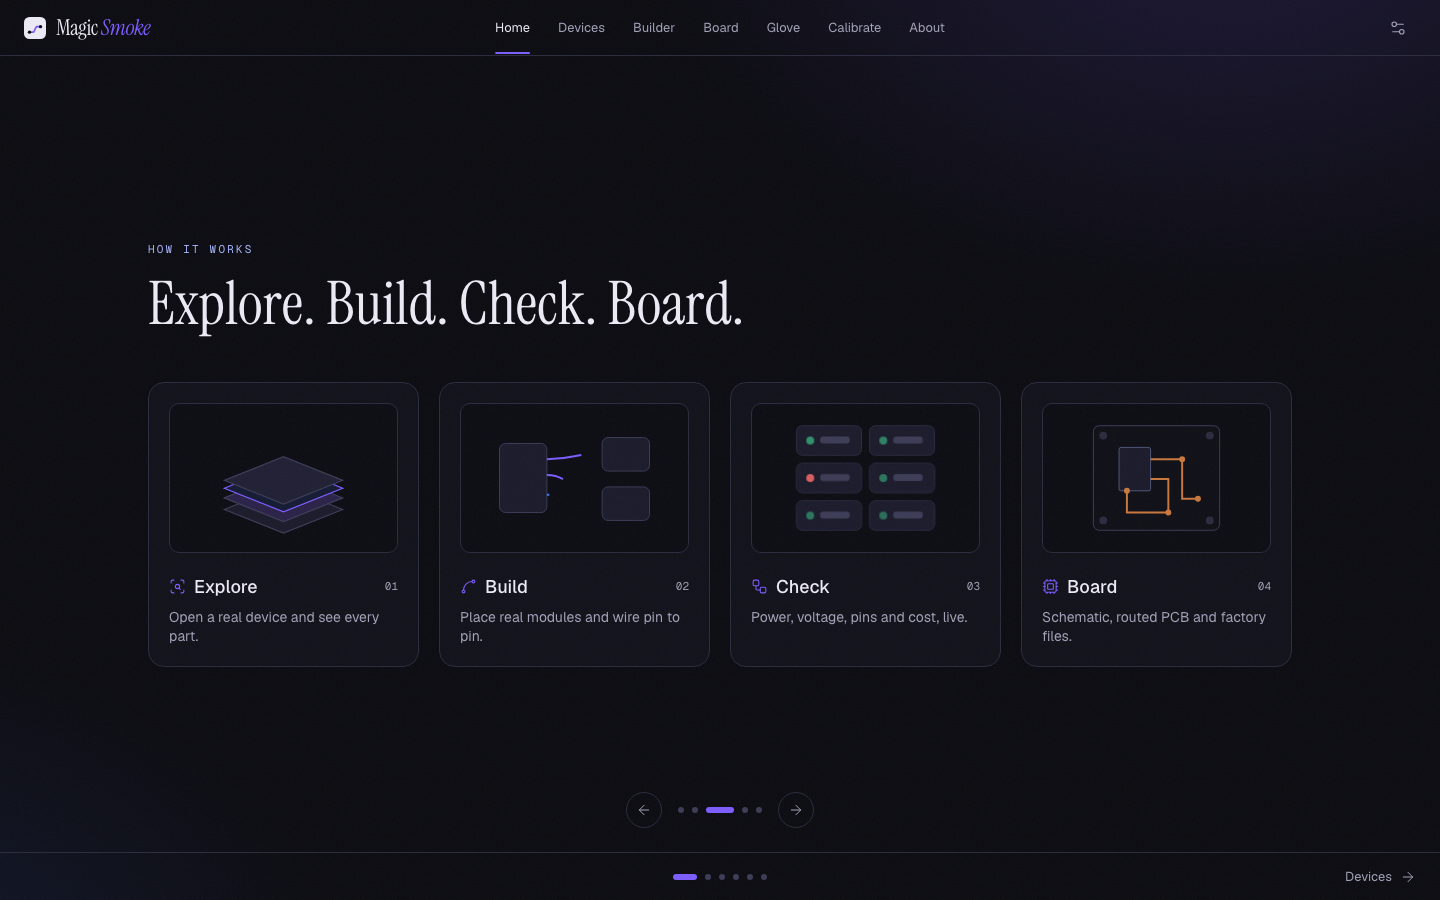 Magic Smoke
Home Devices Builder Board Glove Calibrate About
HOW IT WORKS
Explore. Build. Check. Board.
Explore 01
Open a real device and see every
part.
Build 02
Place real modules and wire pin to
pin.
Check 03
Power, voltage, pins and cost, live.
Board 04
Schematic, routed PCB and factory
files.
Devices